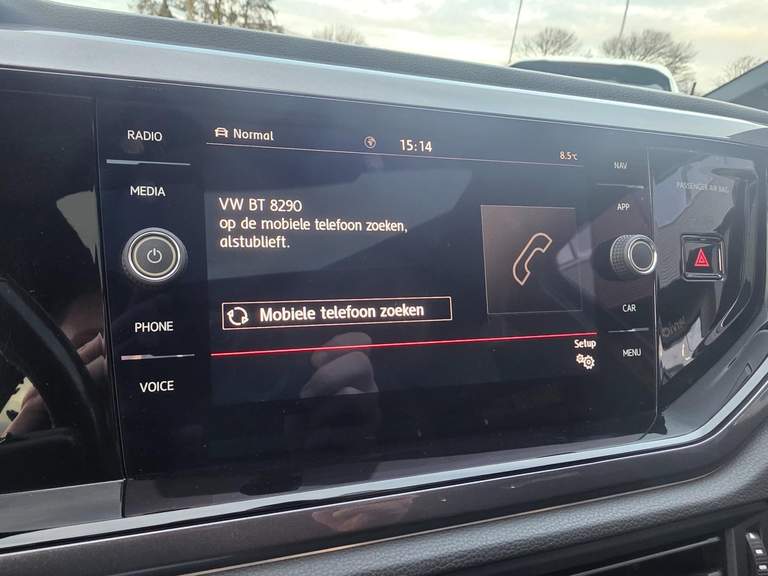 RADIO
MEDIA
PHONE
VOICE
Normal
15:14
8.5°C
VW BT 8290
op de mobiele telefoon zoeken,
alstublieft.
Mobiele telefoon zoeken
Setup
NAV
APP
CAR
MENU
PASSENGER AIR BAG